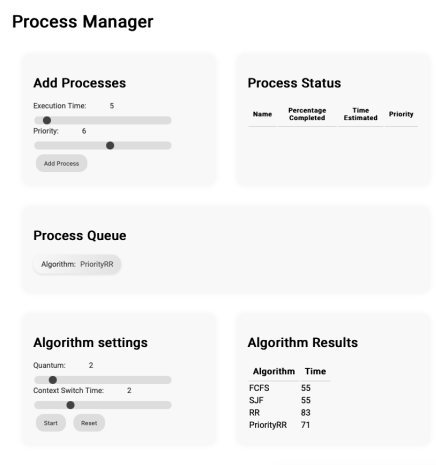 Process Manager
Add Processes
Execution Time: 5
Priority: 6
Add Process
Process Status
Name Percentage Completed Time Estimated Priority
Process Queue
Algorithm: PriorityRR
Algorithm settings
Quantum: 2
Context Switch Time: 2
Start Reset
Algorithm Results
Algorithm Time
FCFS 55
SJF 55
RR 83
PriorityRR 71